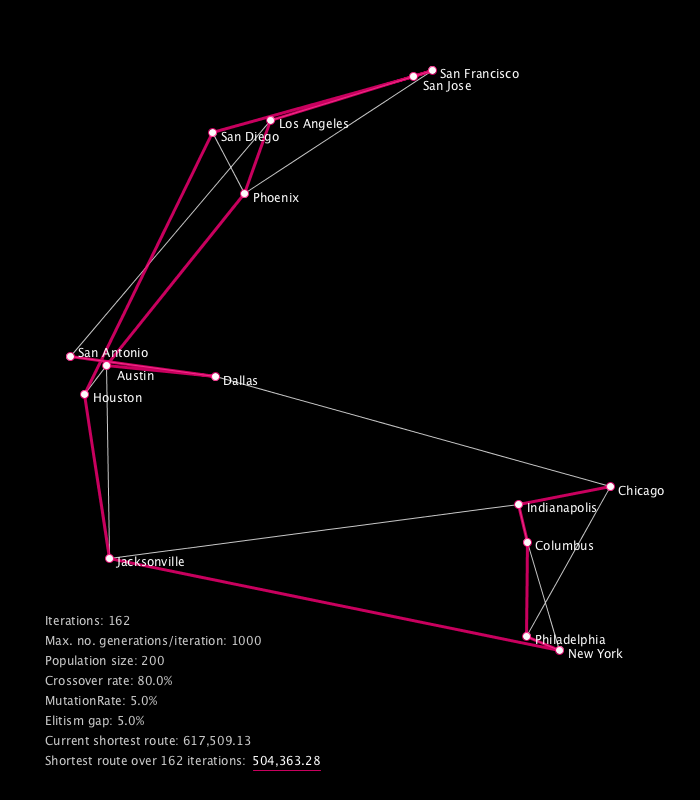 San Francisco
San Jose
Los Angeles
San Diego
Phoenix
San Antonio
Austin
Dallas
Houston
Chicago
Indianapolis
Columbus
Jacksonville
Philadelphia
New York
Iterations: 162
Max. no. generations/iteration: 1000
Population size: 200
Crossover rate: 80.0%
MutationRate: 5.0%
Elitism gap: 5.0%
Current shortest route: 617,509.13
Shortest route over 162 iterations: 504,363.28